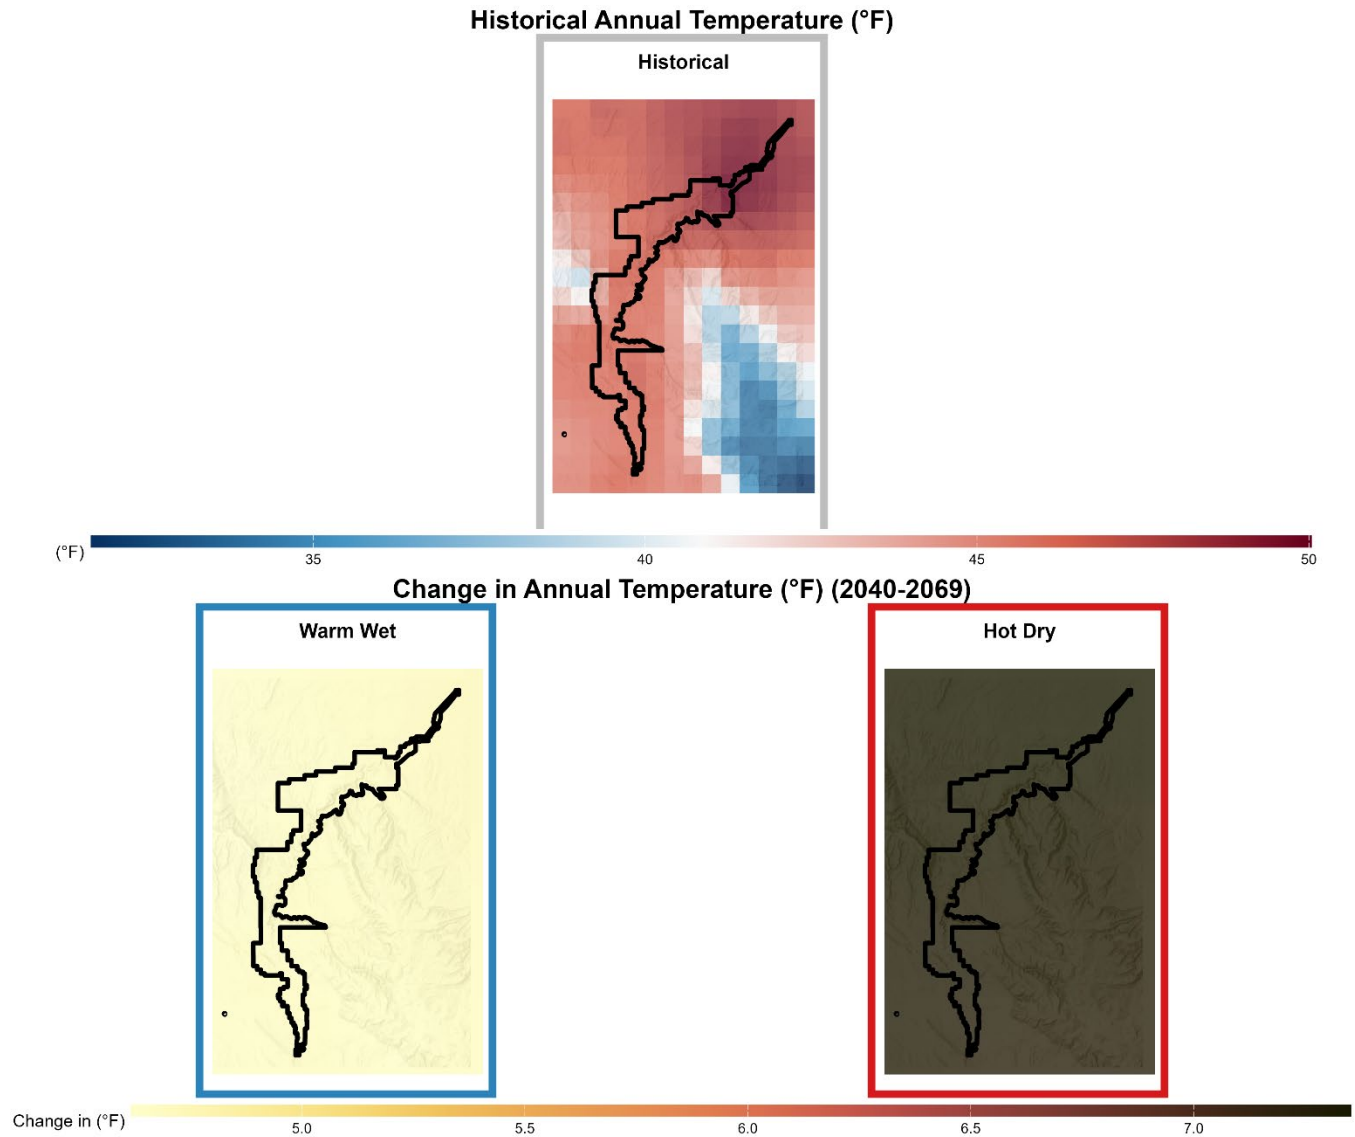 Historical Annual Temperature (°F)
Historical
(°F)
35 40 45 50
Change in Annual Temperature (°F) (2040-2069)
Warm Wet Hot Dry
Change in (°F)
5.0 5.5 6.0 6.5 7.0